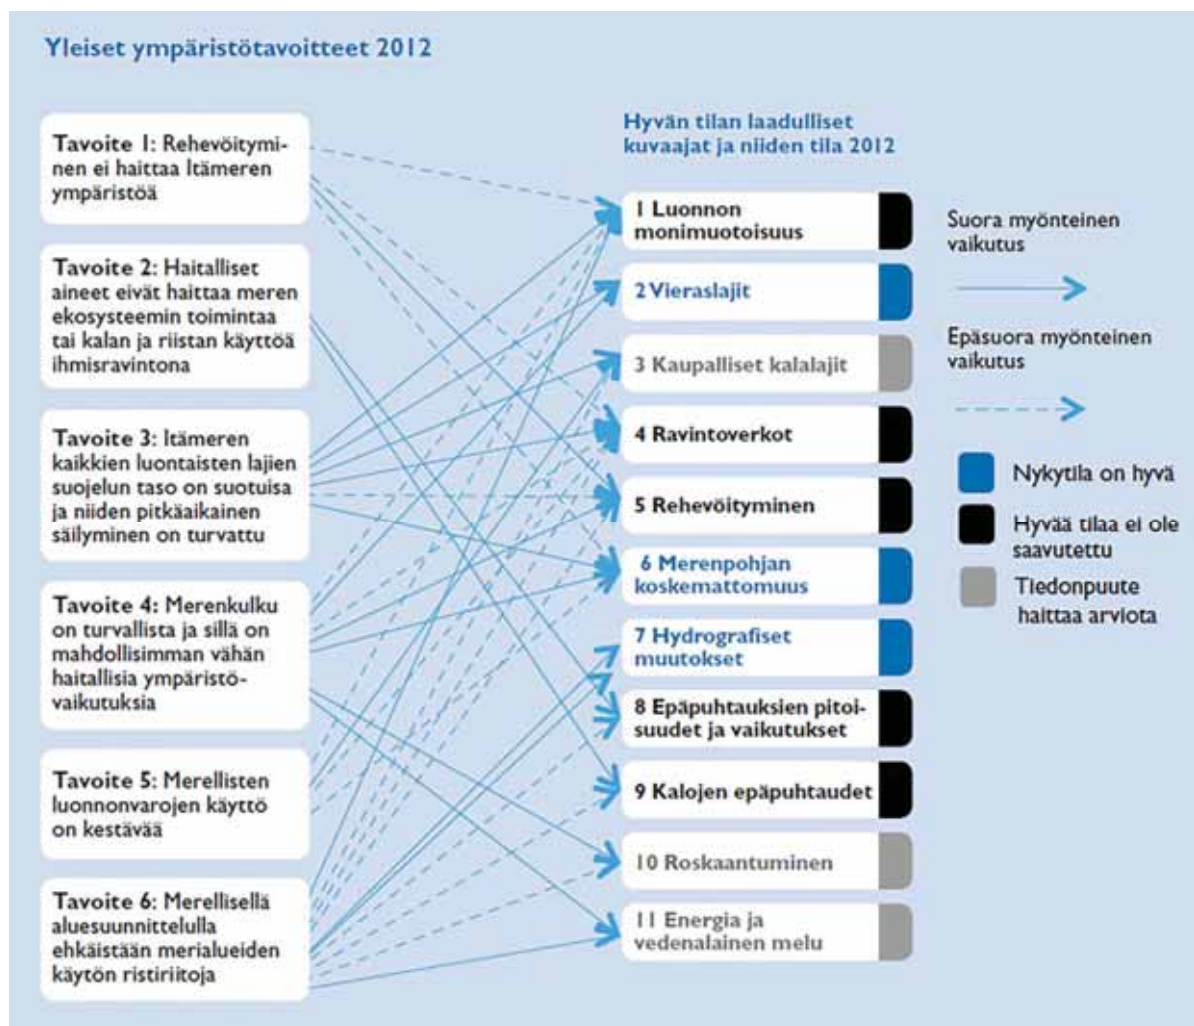 Yleiset ympäristötavoitteet 2012
Tavoite 1: Rehevöitymi-
nen ei haittaa Itämeren
ympäristöä
Tavoite 2: Haitalliset
aineet eivät haittaa meren
ekosysteemin toimintaa
tai kalan ja riistan käyttöä
ihmisravintona
Tavoite 3: Itämeren
kaikkien luontaisten lajien
suojelun taso on suotuisa
ja niiden pitkäaikainen
säilyminen on turvattu
Tavoite 4: Merenkulku
on turvallista ja sillä on
mahdollisimman vähän
haitallisia ympäristö-
vaikutuksia
Tavoite 5: Merellisten
luonnonvarojen käyttö
on kestävää
Tavoite 6: Merellisellä
aluesuunnittelulla
ehkäistään merialueiden
käytön ristiriitoja
Hyvän tilan laadulliset
kuvaajat ja niiden tila 2012
1 Luonnon
monimuotoisuus
2 Vieraslajit
3 Kaupalliset kalalajit
4 Ravintoverkot
5 Rehevöityminen
6 Merenpohjan
koskemattomuus
7 Hydrografiset
muutokset
8 Epäpuhtauksien pitoi-
suudet ja vaikutukset
9 Kalojen epäpuhtaudet
10 Roskaantuminen
11 Energia ja
vedenalainen melu
Suora myönteinen
vaikutus
Epäsuora myönteinen
vaikutus
Nykytila on hyvä
Hyvää tilaa ei ole
saavutettu
Tiedonpuute
haittaa arviota